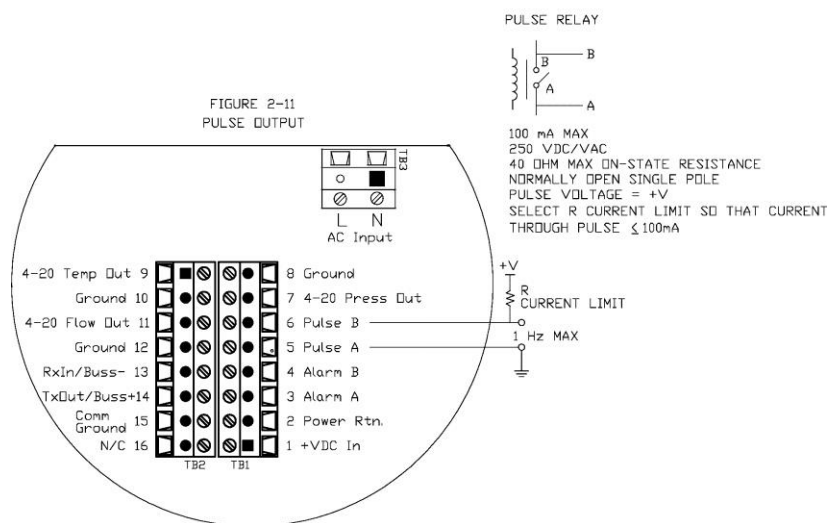 PULSE RELAY
B
B
A
A
100 mA MAX
250 VDC/VAC
40 OHM MAX ON-STATE RESISTANCE
NORMALLY OPEN SINGLE POLE
PULSE VOLTAGE = +V
SELECT R CURRENT LIMIT SO THAT CURRENT
THROUGH PULSE ≤100mA
FIGURE 2-11
PULSE OUTPUT
TB3
L N
AC Input
4-20 Temp Out 9
Ground 10
4-20 Flow Out 11
Ground 12
RxIn/Buss- 13
TxOut/Buss+14
Comm
Ground 15
N/C 16
TB2 TB1
8 Ground
7 4-20 Press Out
6 Pulse B
5 Pulse A
4 Alarm B
3 Alarm A
2 Power Rtn.
1 +VDC In
+V
R
CURRENT LIMIT
1 Hz MAX